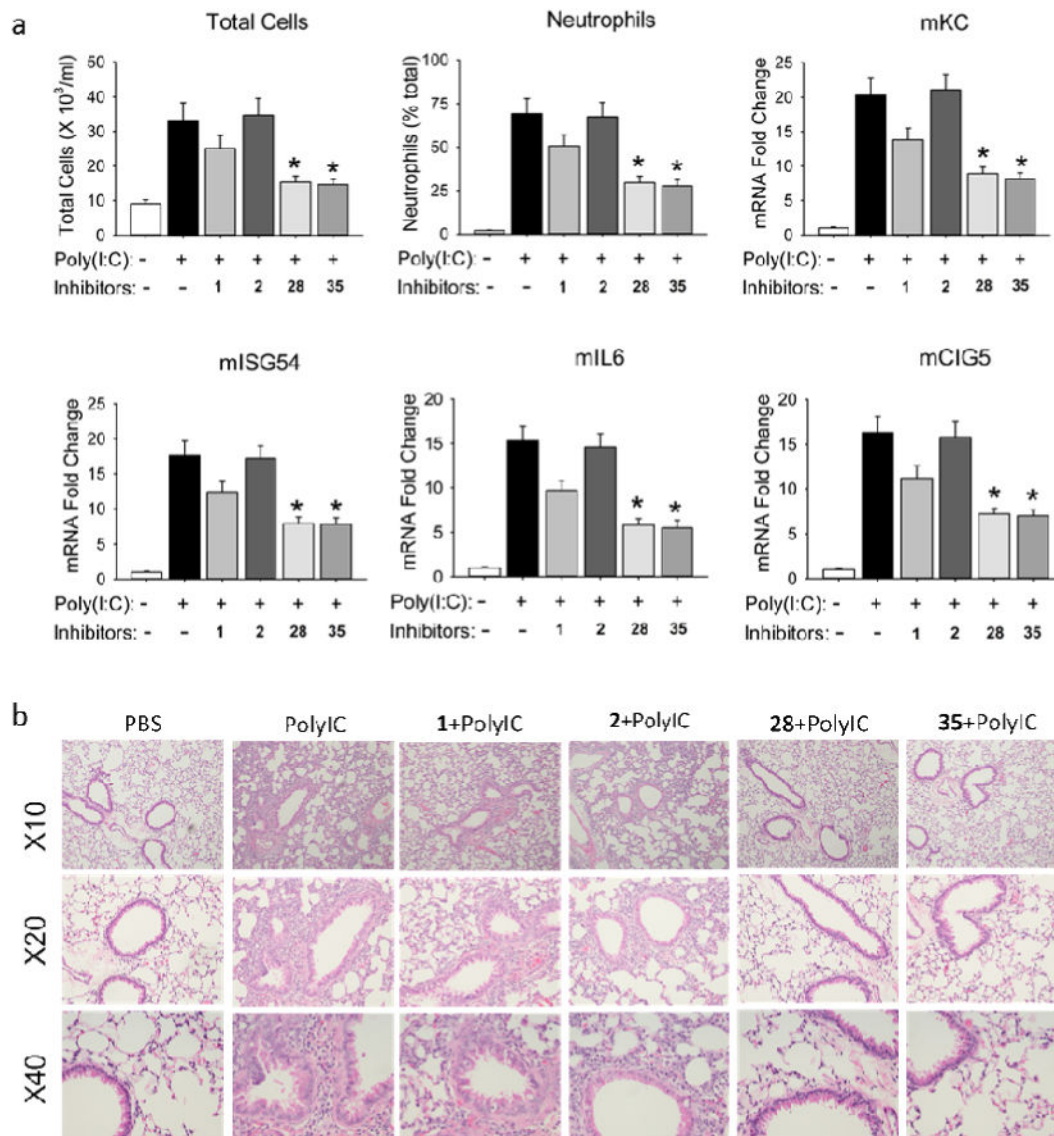 a
Total Cells
Neutrophils
mKC
Total Cells (X 10³/ml)
50
40
30
20
10
0
Neutrophils (% total)
100
75
50
25
0
mRNA Fold Change
25
20
15
10
5
0
* *
* *
* *
Poly(I:C): - + + + + +
Inhibitors: - - 1 2 28 35
Poly(I:C): - + + + + +
Inhibitors: - - 1 2 28 35
Poly(I:C): - + + + + +
Inhibitors: - - 1 2 28 35
mISG54
mIL6
mCIG5
mRNA Fold Change
25
20
15
10
5
0
mRNA Fold Change
20
15
10
5
0
mRNA Fold Change
20
15
10
5
0
* *
* *
* *
Poly(I:C): - + + + + +
Inhibitors: - - 1 2 28 35
Poly(I:C): - + + + + +
Inhibitors: - - 1 2 28 35
Poly(I:C): - + + + + +
Inhibitors: - - 1 2 28 35
b
PBS PolyIC 1+PolyIC 2+PolyIC 28+PolyIC 35+PolyIC
X10
X20
X40